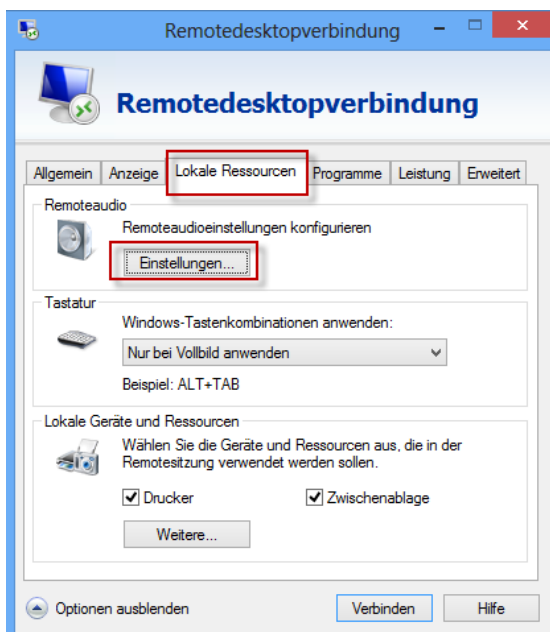 Remotedesktopverbindung
Remotedesktopverbindung
Allgemein Anzeige Lokale Ressourcen Programme Leistung Erweitert
Remoteaudio
Remoteaudioeinstellungen konfigurieren
Einstellungen...
Tastatur
Windows-Tastenkombinationen anwenden:
Nur bei Vollbild anwenden
Beispiel: ALT+TAB
Lokale Geräte und Ressourcen
Wählen Sie die Geräte und Ressourcen aus, die in der
Remotesitzung verwendet werden sollen.
Drucker Zwischenablage
Weitere...
Optionen ausblenden Verbinden Hilfe